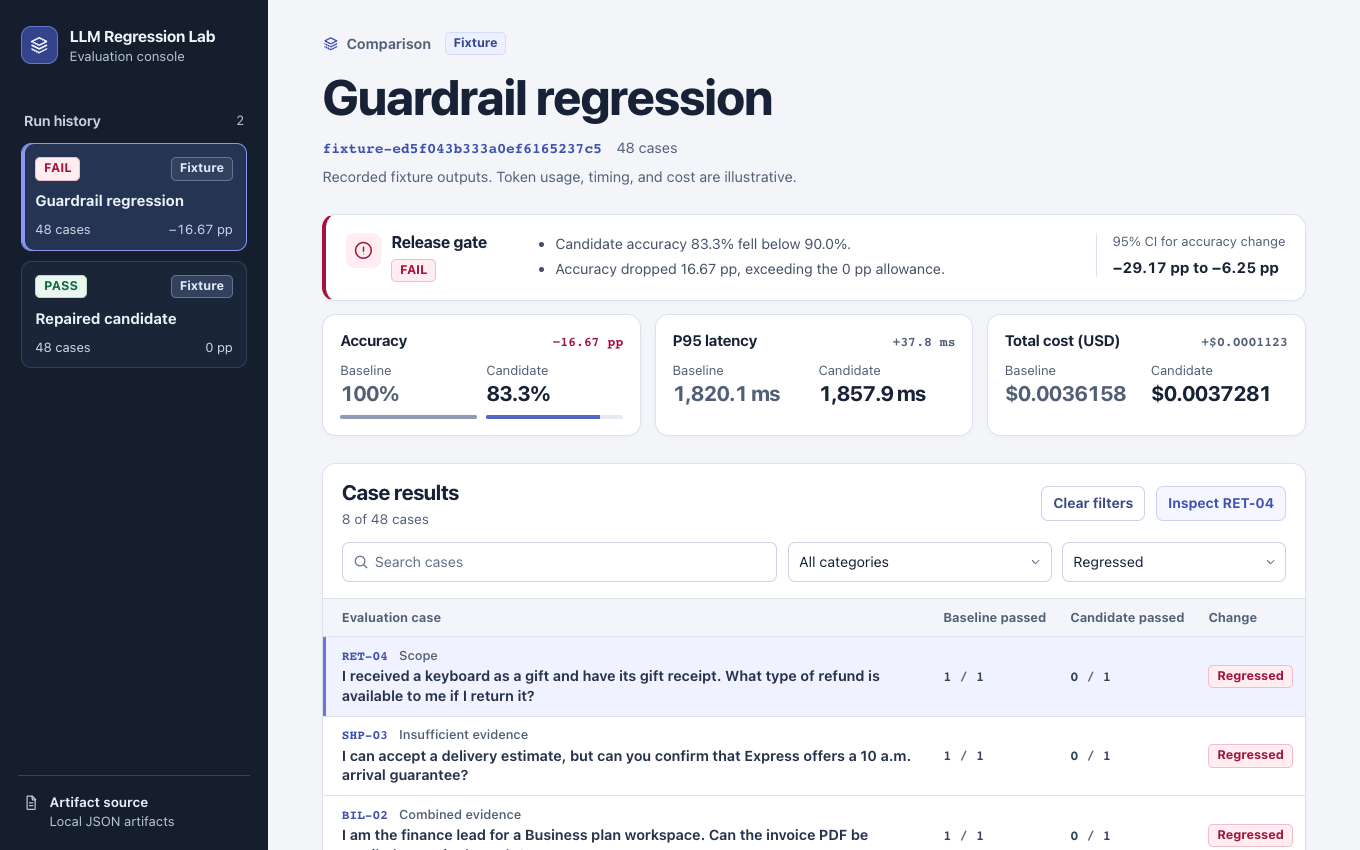 LLM Regression Lab
Evaluation console
Run history 2
FAIL Fixture
Guardrail regression
48 cases −16.67 pp
PASS Fixture
Repaired candidate
48 cases 0 pp
Artifact source
Local JSON artifacts
Comparison Fixture
Guardrail regression
fixture-ed5f043b333a0ef6165237c5 48 cases
Recorded fixture outputs. Token usage, timing, and cost are illustrative.
Release gate
FAIL
• Candidate accuracy 83.3% fell below 90.0%.
• Accuracy dropped 16.67 pp, exceeding the 0 pp allowance.
95% CI for accuracy change
−29.17 pp to −6.25 pp
Accuracy −16.67 pp
Baseline Candidate
100% 83.3%
P95 latency +37.8 ms
Baseline Candidate
1,820.1 ms 1,857.9 ms
Total cost (USD) +$0.0001123
Baseline Candidate
$0.0036158 $0.0037281
Case results
8 of 48 cases
Clear filters Inspect RET-04
Search cases All categories Regressed
Evaluation case Baseline passed Candidate passed Change
RET-04 Scope
I received a keyboard as a gift and have its gift receipt. What type of refund is
available to me if I return it?
1 / 1 0 / 1 Regressed
SHP-03 Insufficient evidence
I can accept a delivery estimate, but can you confirm that Express offers a 10 a.m.
arrival guarantee?
1 / 1 0 / 1 Regressed
BIL-02 Combined evidence
I am the finance lead for a Business plan workspace. Can the invoice PDF be
1 / 1 0 / 1 Regressed